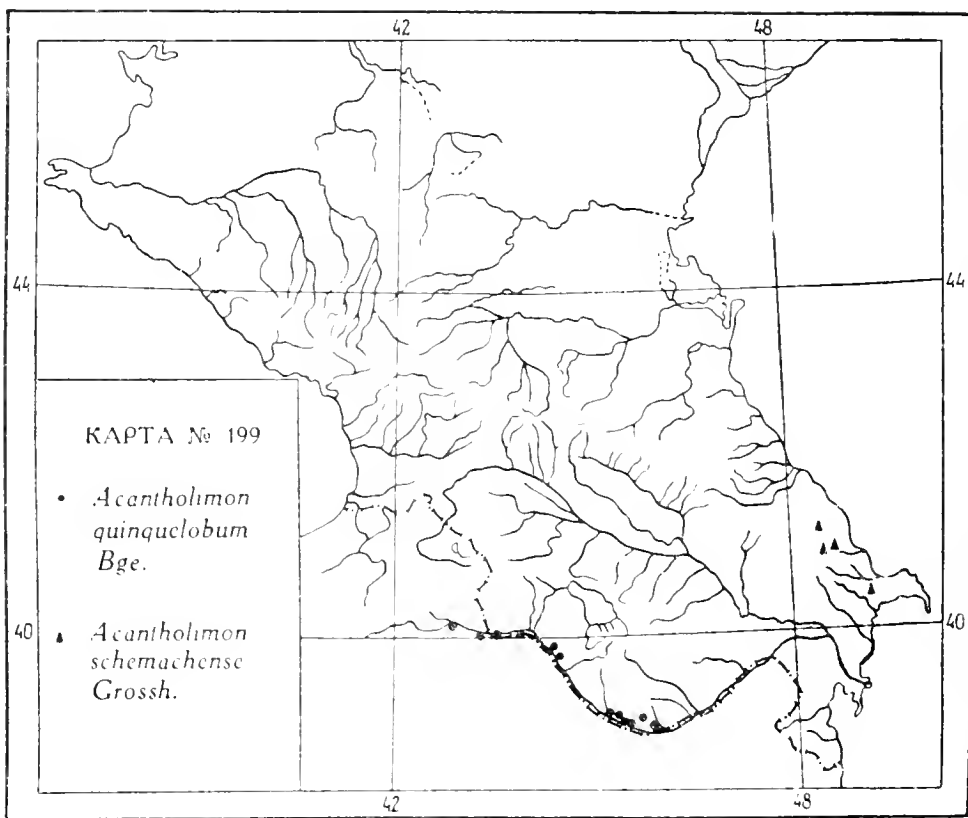 42 48
44 44
КАРТА № 199
• Acantholimon
quinquelobum
Bge.
40 40
▲ Acantholimon
schemachense
Grossh.
42 48